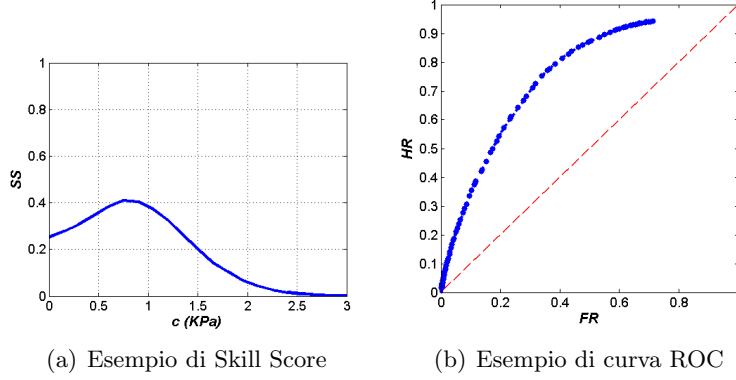 1
0.8
0.6
0.4
0.2
0
SS
0 0.5 1 1.5 2 2.5 3
c (KPa)
(a) Esempio di Skill Score
1
0.9
0.8
0.7
0.6
0.5
0.4
0.3
0.2
0.1
0
HR
0 0.2 0.4 0.6 0.8
FR
(b) Esempio di curva ROC